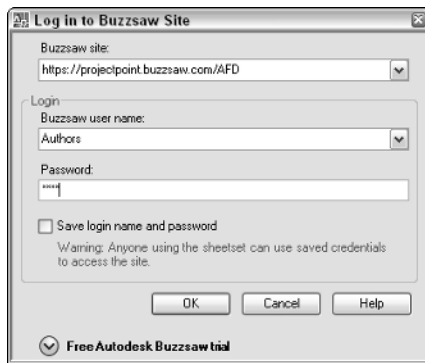 Log in to Buzzsaw Site
Buzzsaw site:
https://projectpoint.buzzsaw.com/AFD
Login
Buzzsaw user name:
Authors
Password:
*****
Save login name and password
Warning: Anyone using the sheetset can use saved credentials
to access the site.
OK Cancel Help
Free Autodesk Buzzsaw trial